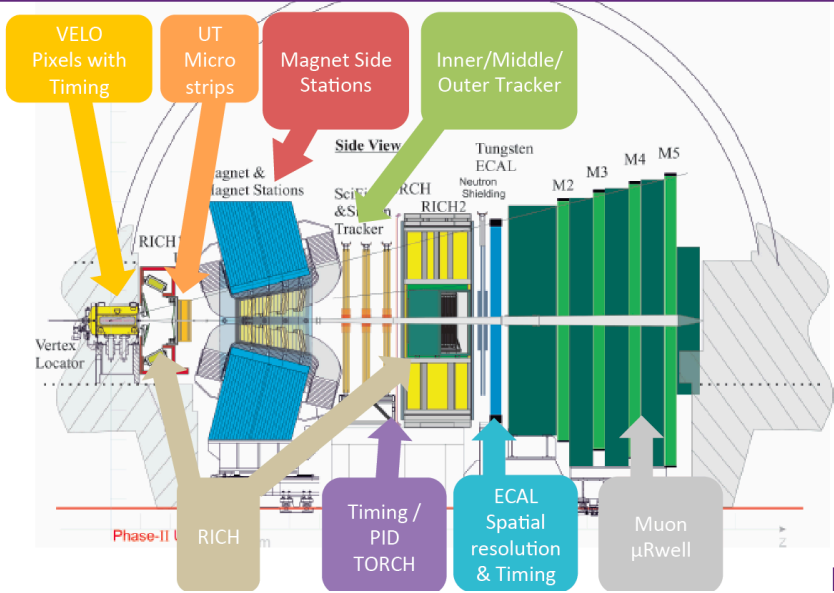 VELO
Pixels with
Timing
UT
Micro
strips
Magnet Side
Stations
Inner/Middle/
Outer Tracker
Side View
Magnet &
Magnet Stations
Tracker
RICH2
Tungsten
ECAL
Neutron
Shielding
M2
M3
M4
M5
RICH
Vertex
Locator
Phase-II
RICH
Timing /
PID
TORCH
ECAL
Spatial
resolution
& Timing
Muon
μRwell
z